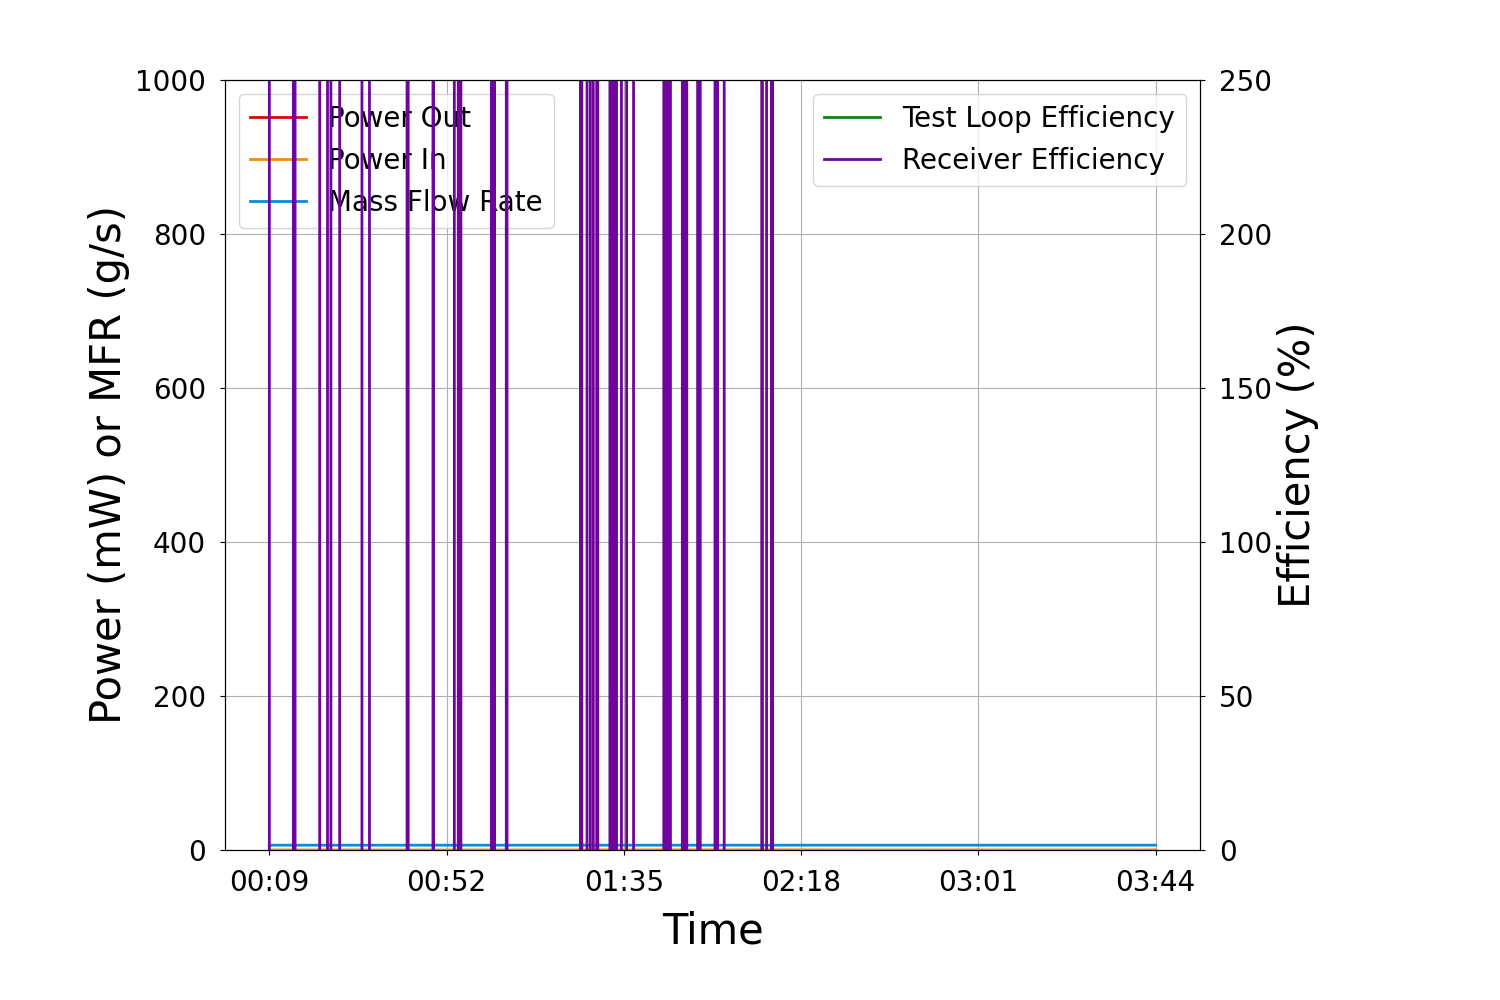 1000
800
600
400
200
0
Power (mW) or MFR (g/s)
Power Out
Power In
Mass Flow Rate
Test Loop Efficiency
Receiver Efficiency
250
200
150
100
50
0
Efficiency (%)
00:09 00:52 01:35 02:18 03:01 03:44
Time